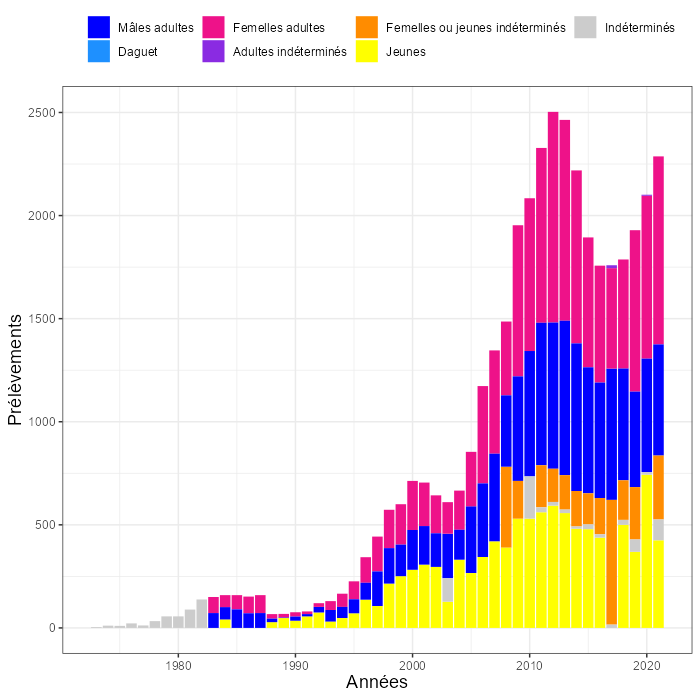 Mâles adultes Femelles adultes Femelles ou jeunes indéterminés Indéterminés
Daguet Adultes indéterminés Jeunes
2500
2000
1500
1000
500
0
Prélèvements
1980 1990 2000 2010 2020
Années